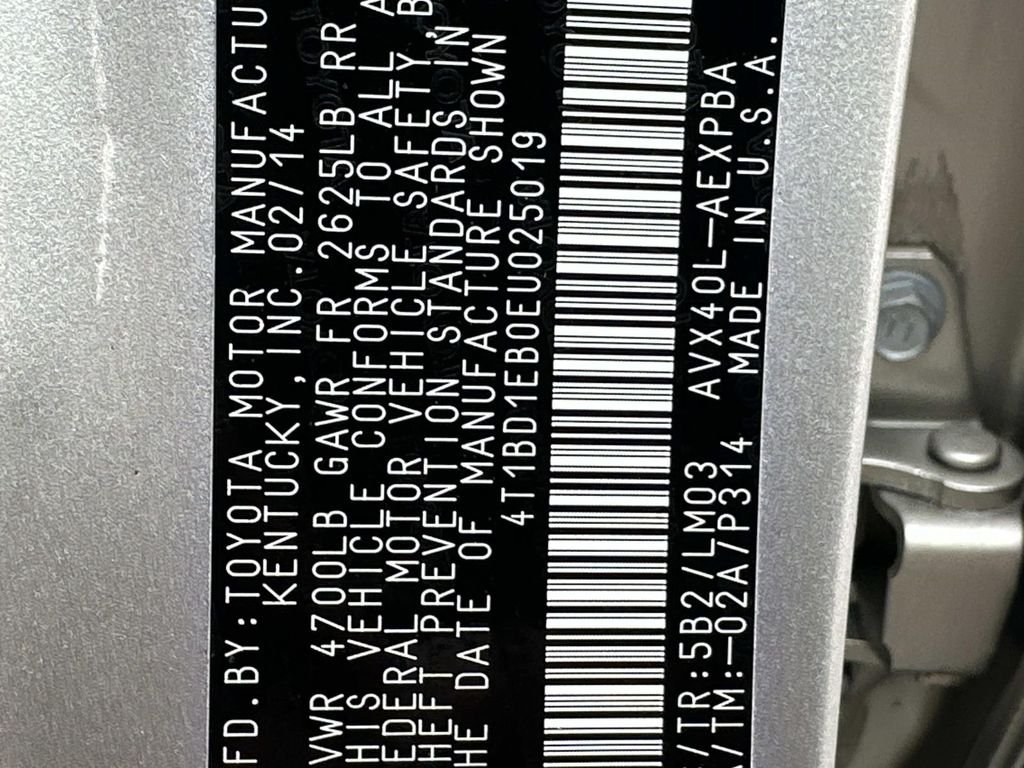 FD.BY:TOYOTA MOTOR MANUFACTU
KENTUCKY,INC.02/14
VWR 4700LB GAWR FR 2625LB RR
HIS VEHICLE CONFORMS TO ALL A
EDERAL MOTOR VEHICLE SAFETY,B
HEFT PREVENTION STANDARDS IN
HE DATE OF MANUFACTURE SHOWN
4T1BD1EB0EU025019
/TR:5B2/LM03 AVX40L-AEXPBA
/TM:-02A/P314 MADE IN U.S.A.